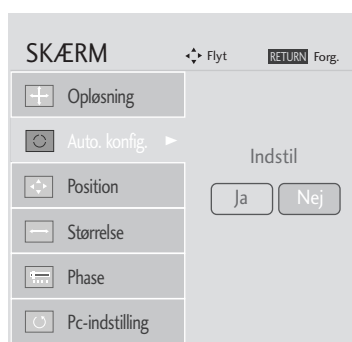 SKÆRM
Flyt RETURN Forg.
Opløsning
Auto. konfig.
Position
Størrelse
Phase
Pc-indstilling
Indstil
Ja Nej